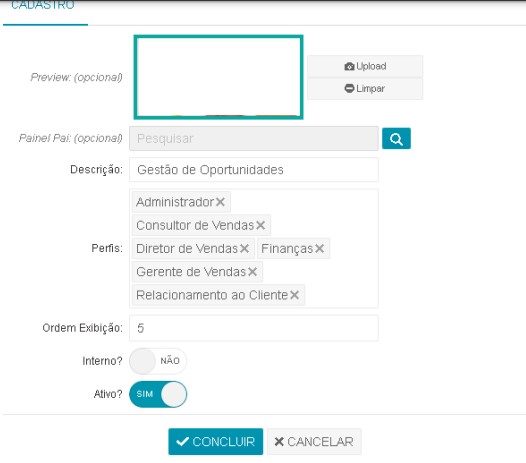 CADASTRO
Preview: (opcional)
Upload
Limpar
Painel Pai: (opcional) Pesquisar
Descrição: Gestão de Oportunidades
Perfis:
Administrador
Consultor de Vendas
Diretor de Vendas Finanças
Gerente de Vendas
Relacionamento ao Cliente
Ordem Exibição: 5
Interno? NÃO
Ativo? SIM
CONCLUIR CANCELAR